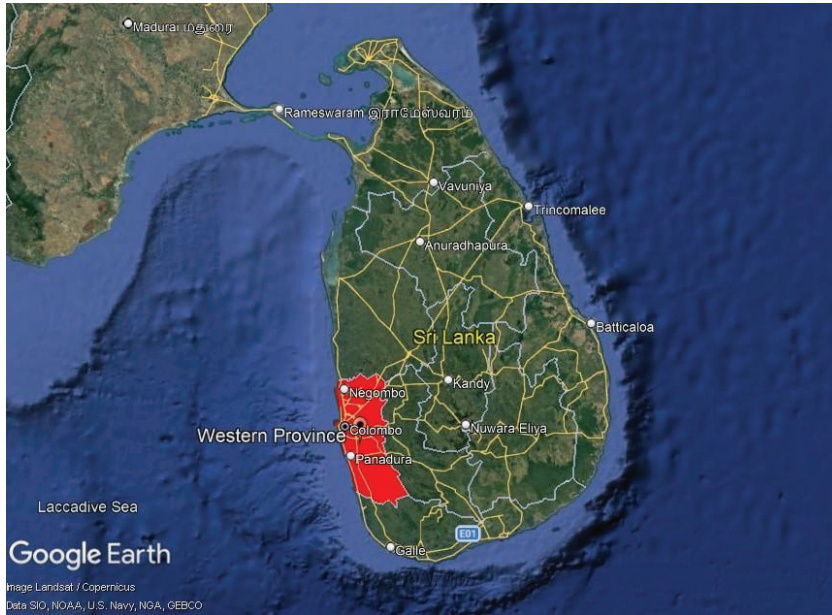 Madurai மதுரை
Rameswaram இராமேஸ்வரம்
Vavuniya
Trincomalee
Anuradhapura
Batticaloa
Sri Lanka
Kandy
Negombo
Colombo
Nuwara Eliya
Western Province
Panadura
Laccadive Sea
E01
Galle
Google Earth
Image Landsat / Copernicus
Data SIO, NOAA, U.S. Navy, NGA, GEBCO